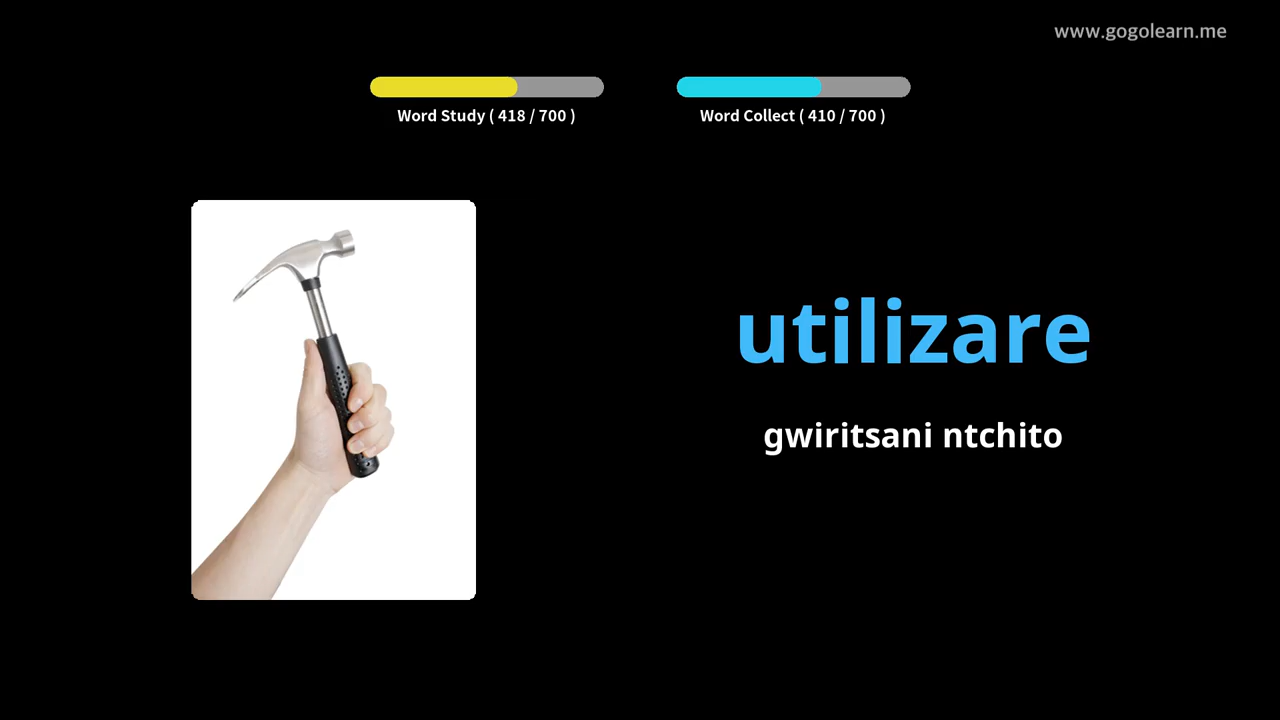 www.gogolearn.me
Word Study ( 418 / 700 )
Word Collect ( 410 / 700 )
utilizare
gwiritsani ntchito